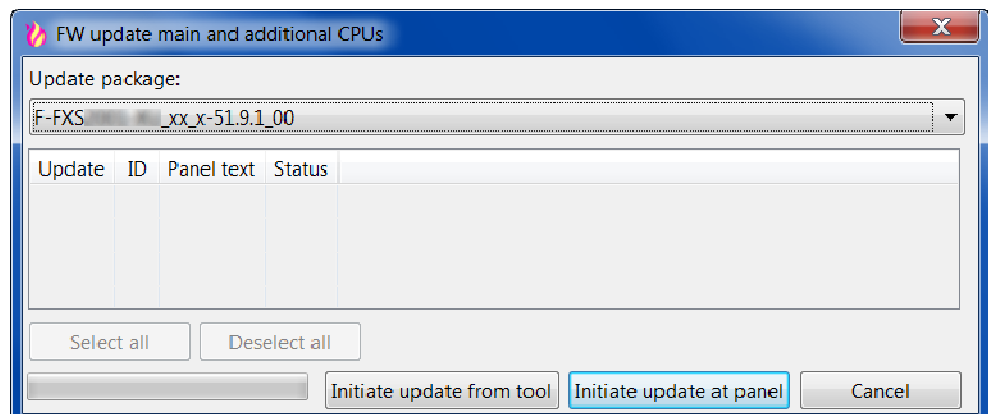 FW update main and additional CPUs
Update package:
F-FXS _xx_x-51.9.1_00
Update ID Panel text Status
Select all Deselect all
Initiate update from tool Initiate update at panel Cancel